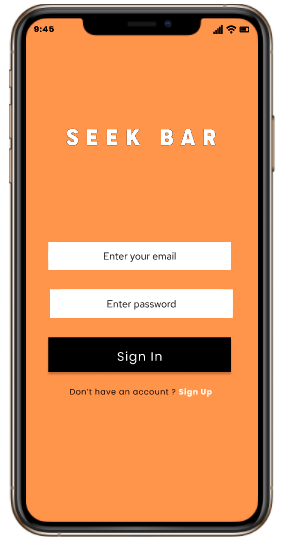 9:45
SEEK BAR
Enter your email
Enter password
Sign In
Don't have an account ? Sign Up